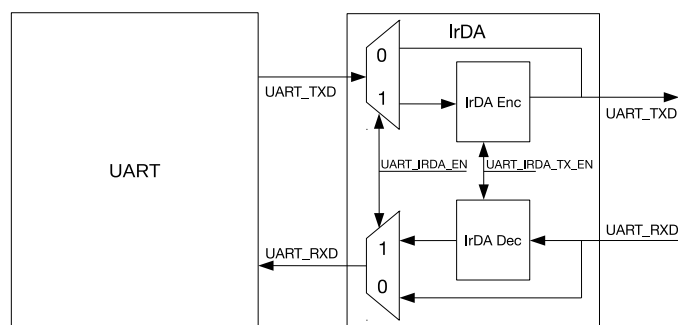 IrDA
0
UART_TXD
1
IrDA Enc
UART_TXD
UART
UART_IRDA_EN
UART_IRDA_TX_EN
UART_RXD
1
IrDA Dec
UART_RXD
0